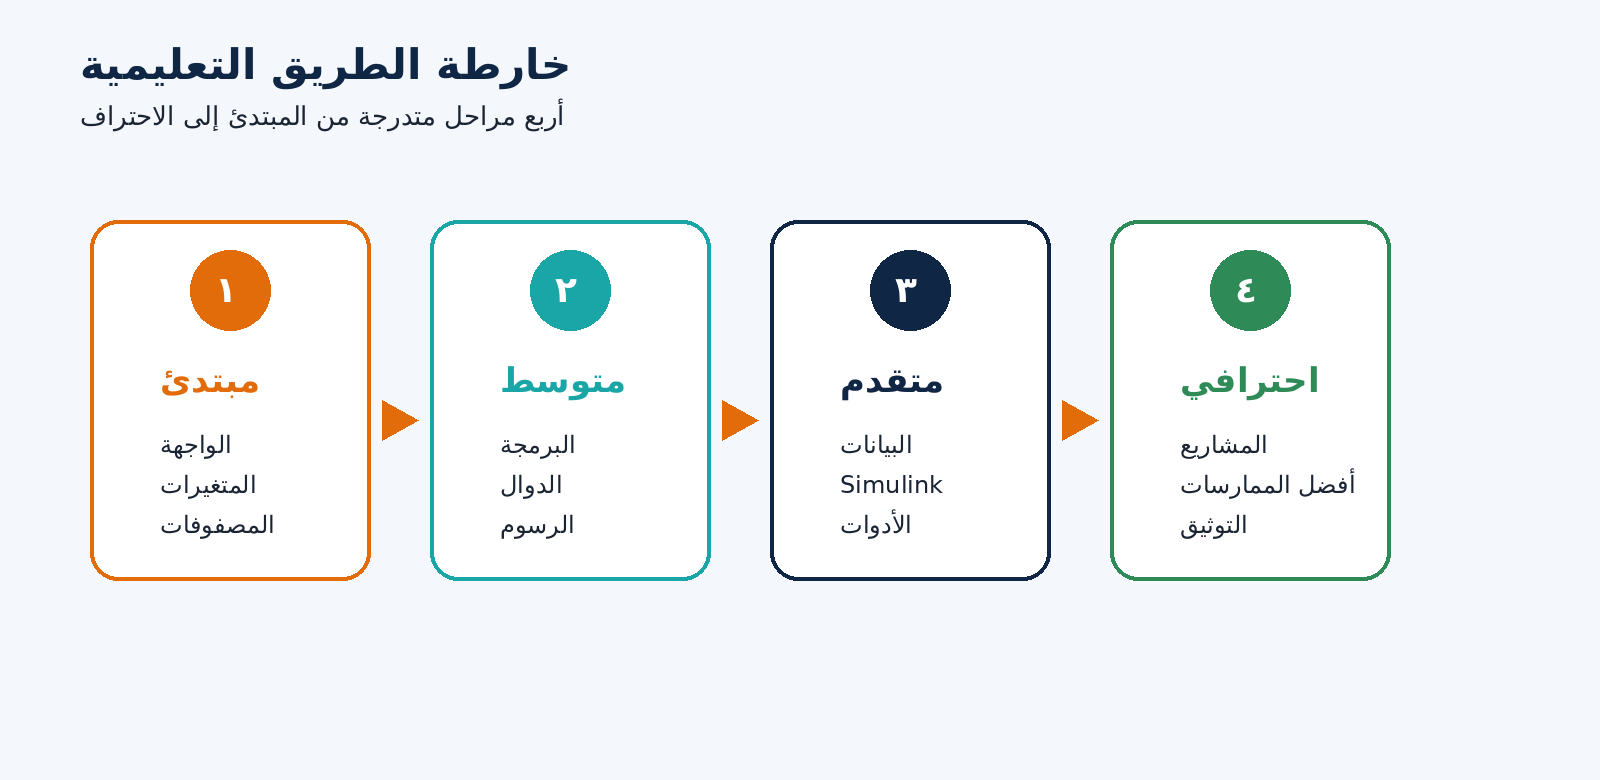 خارطة الطريق التعليمية
أربع مراحل متدرجة من المبتدئ إلى الاحتراف
١
مبتدئ
الواجهة
المتغيرات
المصفوفات
٢
متوسط
البرمجة
الدوال
الرسوم
٣
متقدم
البيانات
Simulink
الأدوات
٤
احترافي
المشاريع
أفضل الممارسات
التوثيق